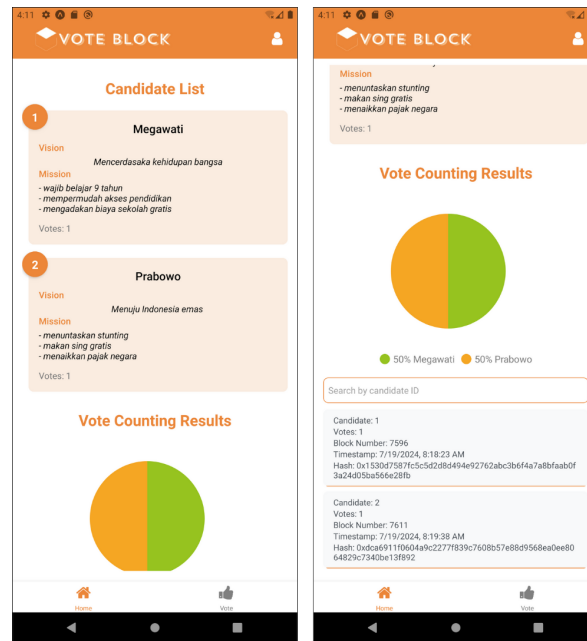 4:11
VOTE BLOCK
Candidate List
1
Megawati
Vision
Mencerdasaka kehidupan bangsa
Mission
- wajib belajar 9 tahun
- mempermudah akses pendidikan
- mengadakan biaya sekolah gratis
Votes: 1
2
Prabowo
Vision
Menuju Indonesia emas
Mission
- menuntaskan stunting
- makan sing gratis
- menaikkan pajak negara
Votes: 1
Vote Counting Results
Home
Vote
4:11
VOTE BLOCK
Mission
- menuntaskan stunting
- makan sing gratis
- menaikkan pajak negara
Votes: 1
Vote Counting Results
50% Megawati
50% Prabowo
Search by candidate ID
Candidate: 1
Votes: 1
Block Number: 7596
Timestamp: 7/19/2024, 8:18:23 AM
Hash: 0x1530d7587fc5c5d2d8d494e92762abc3b6f4a7a8bfaab0f
3a24d05ba566e28fb
Candidate: 2
Votes: 1
Block Number: 7611
Timestamp: 7/19/2024, 8:19:38 AM
Hash: 0xdca6911f0604a9c2277f839c7608b57e88d9568ea0ee80
64829c7340be13f892
Home
Vote